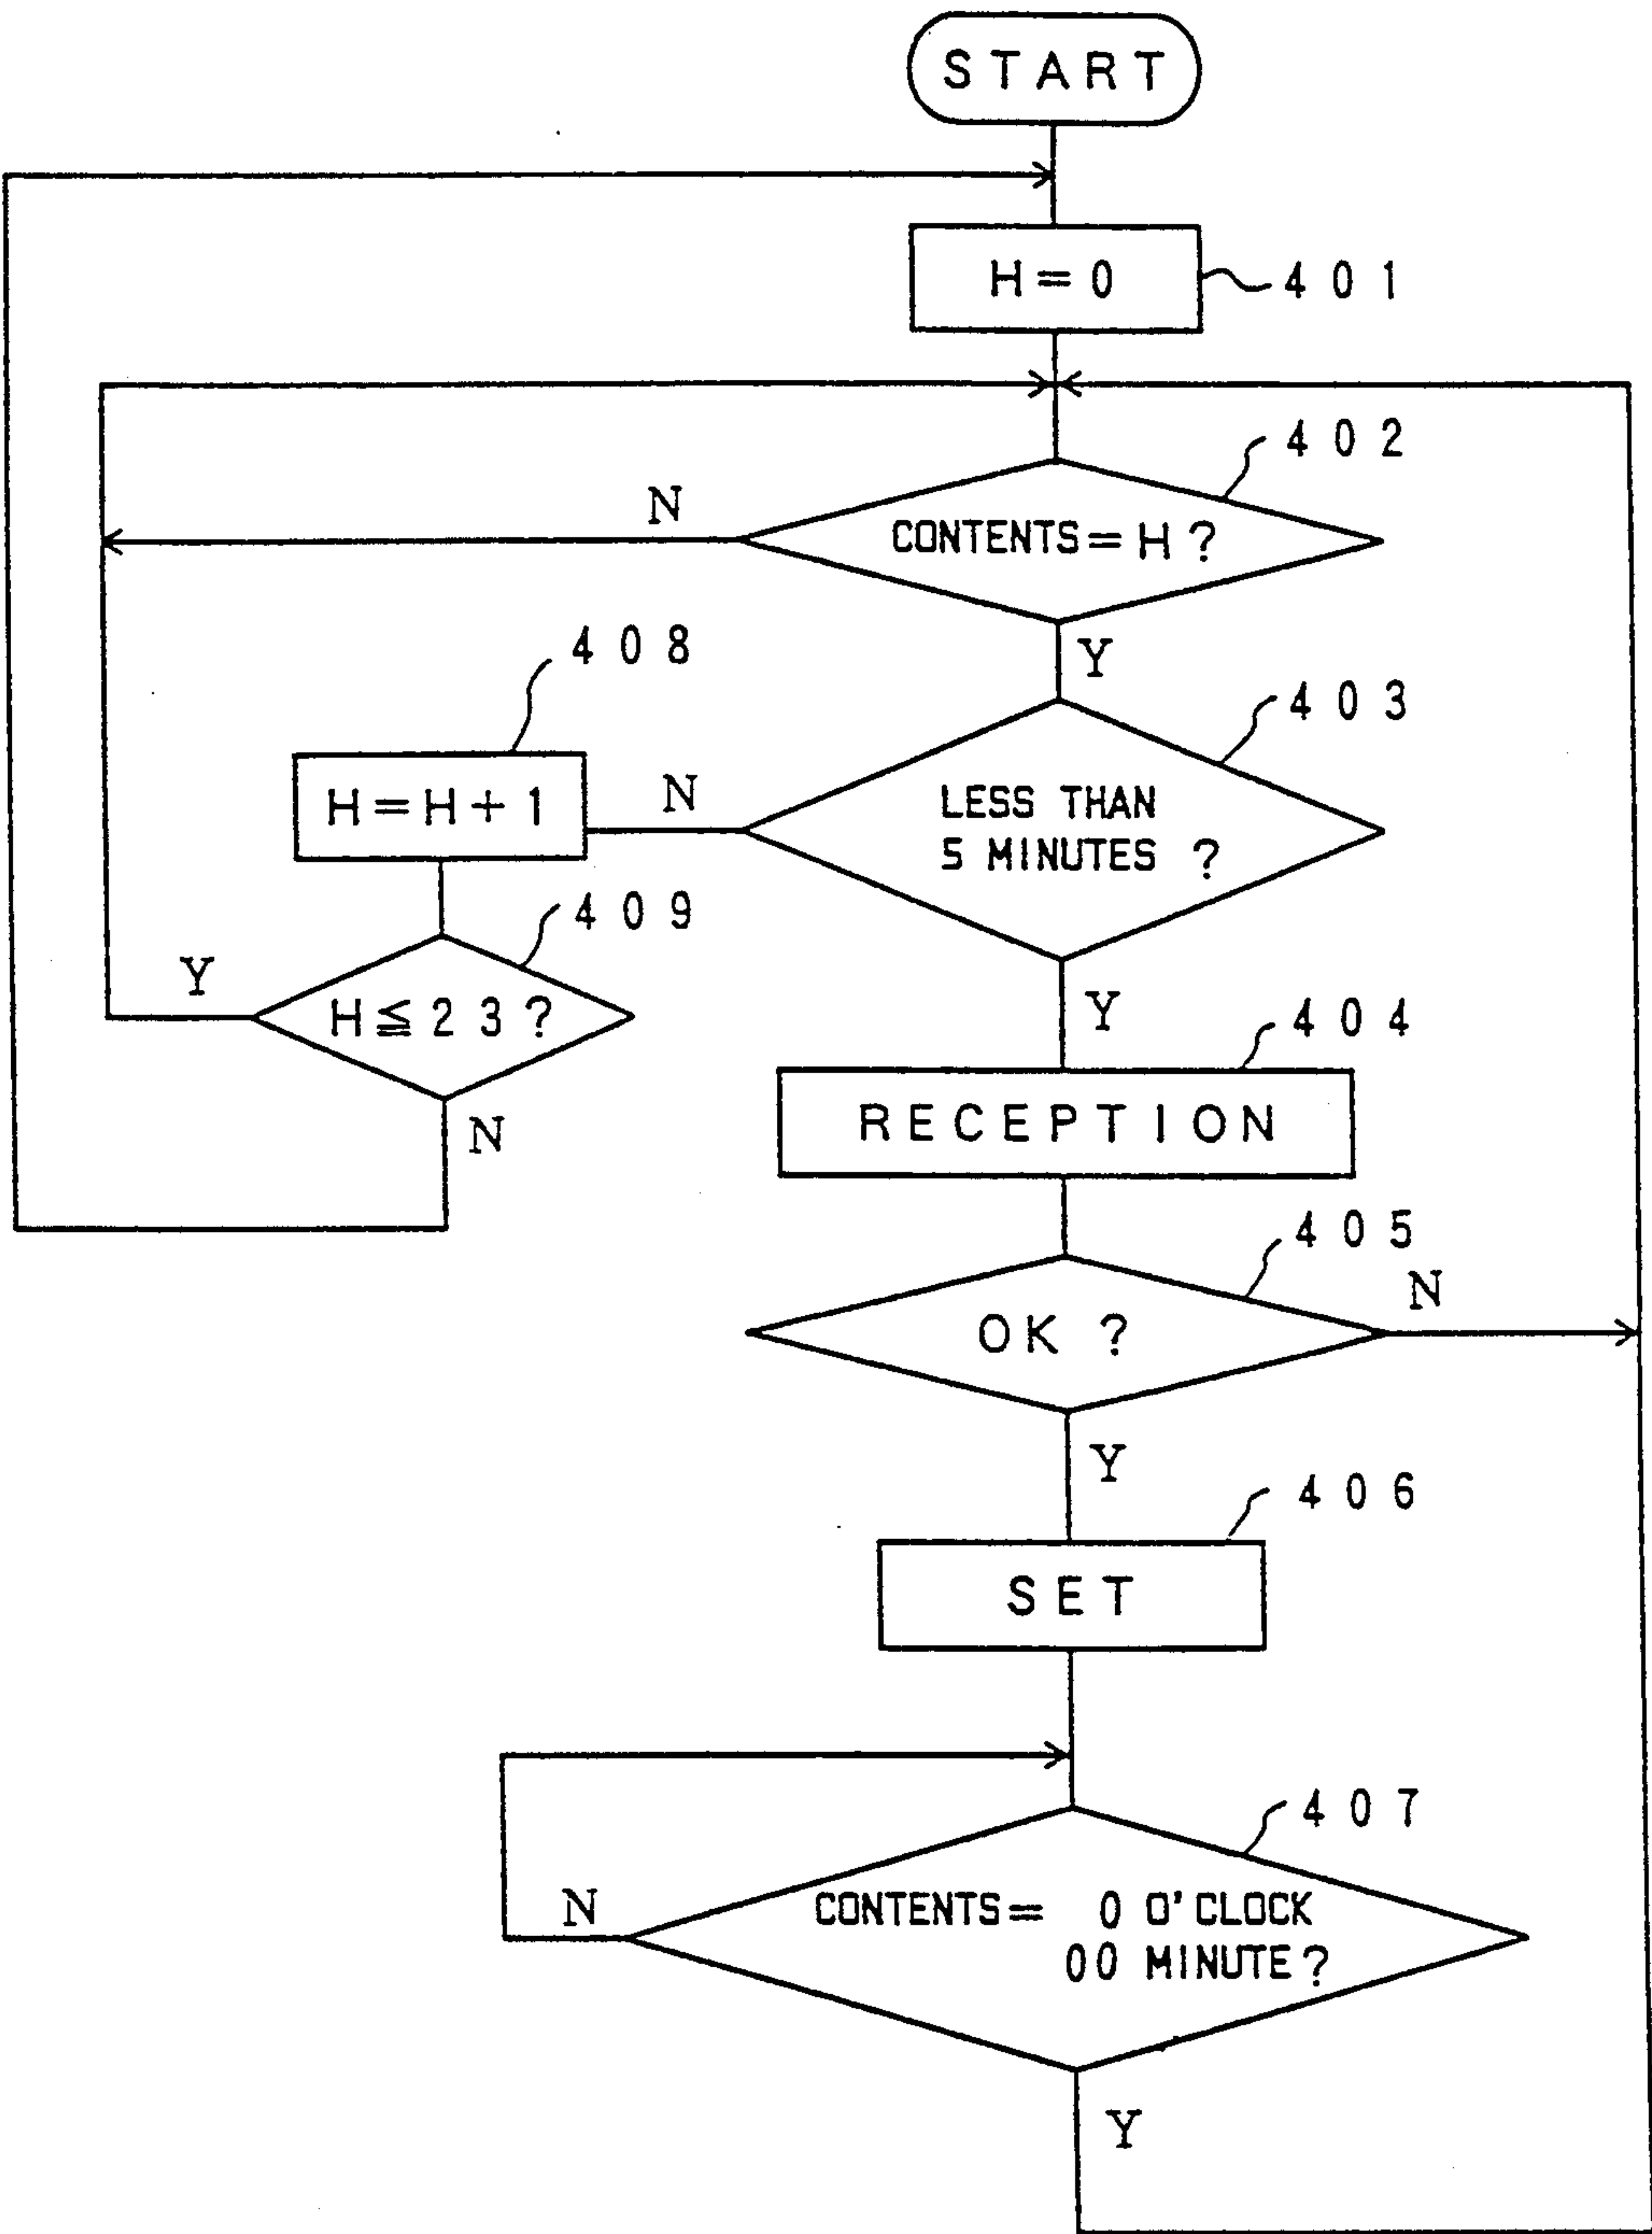 START
H=0
401
402
N
CONTENTS=H?
Y
408
403
H=H+1
N
LESS THAN
5 MINUTES ?
409
Y
H≦23?
Y
404
N
RECEPTION
405
N
OK ?
Y
406
SET
407
N
CONTENTS= 0 O'CLOCK
00 MINUTE?
Y